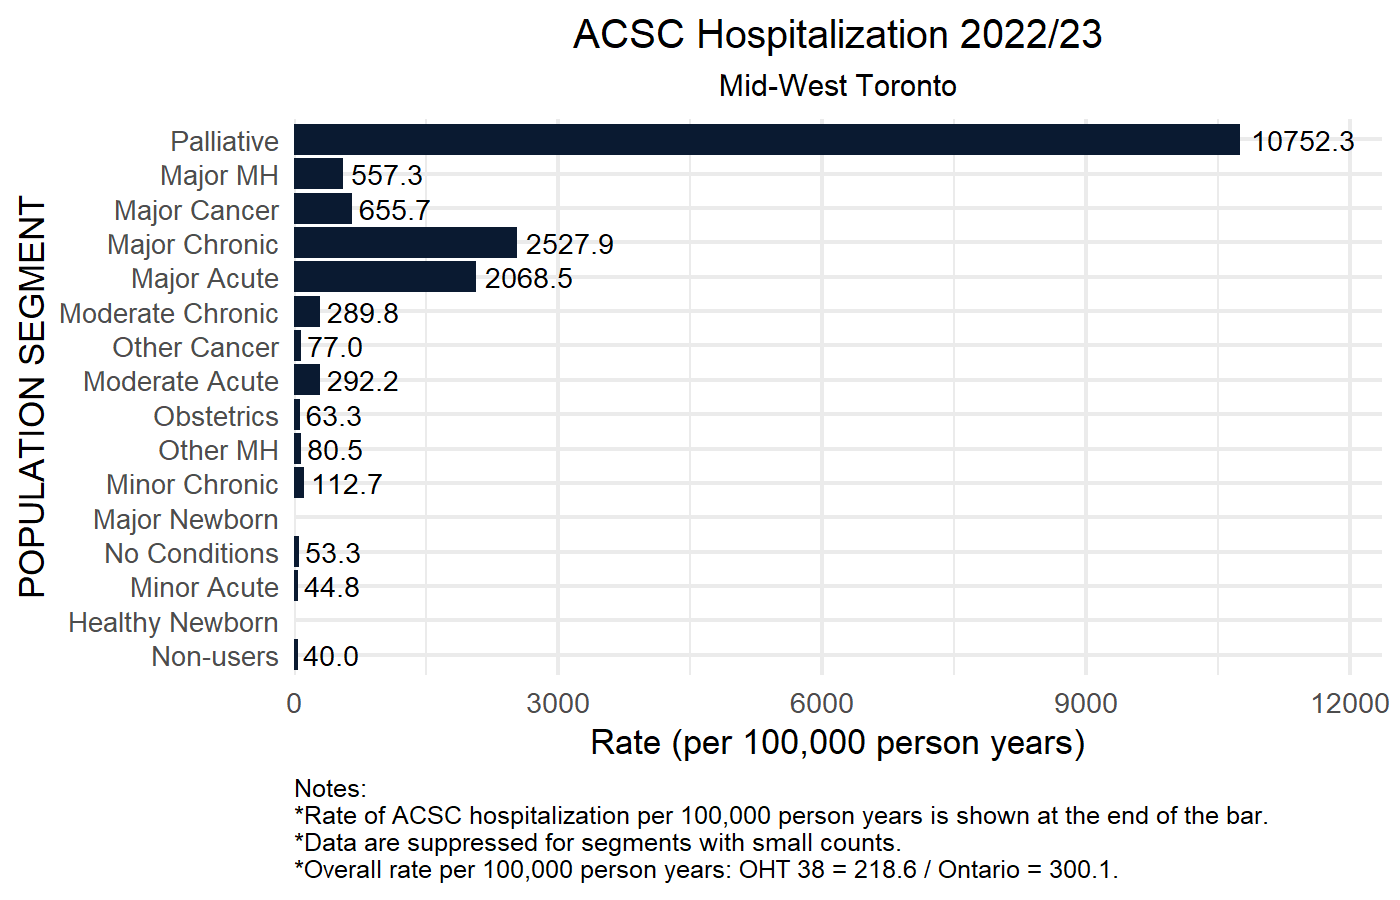 ACSC Hospitalization 2022/23
Mid-West Toronto
POPULATION SEGMENT
Palliative 10752.3
Major MH 557.3
Major Cancer 655.7
Major Chronic 2527.9
Major Acute 2068.5
Moderate Chronic 289.8
Other Cancer 77.0
Moderate Acute 292.2
Obstetrics 63.3
Other MH 80.5
Minor Chronic 112.7
Major Newborn
No Conditions 53.3
Minor Acute 44.8
Healthy Newborn
Non-users 40.0
0 3000 6000 9000 12000
Rate (per 100,000 person years)
Notes:
*Rate of ACSC hospitalization per 100,000 person years is shown at the end of the bar.
*Data are suppressed for segments with small counts.
*Overall rate per 100,000 person years: OHT 38 = 218.6 / Ontario = 300.1.